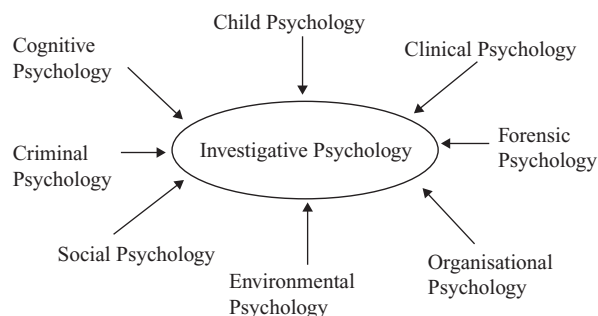 Child Psychology
Cognitive
Psychology
Clinical Psychology
Investigative Psychology
Criminal
Psychology
Forensic
Psychology
Social Psychology
Environmental
Psychology
Organisational
Psychology